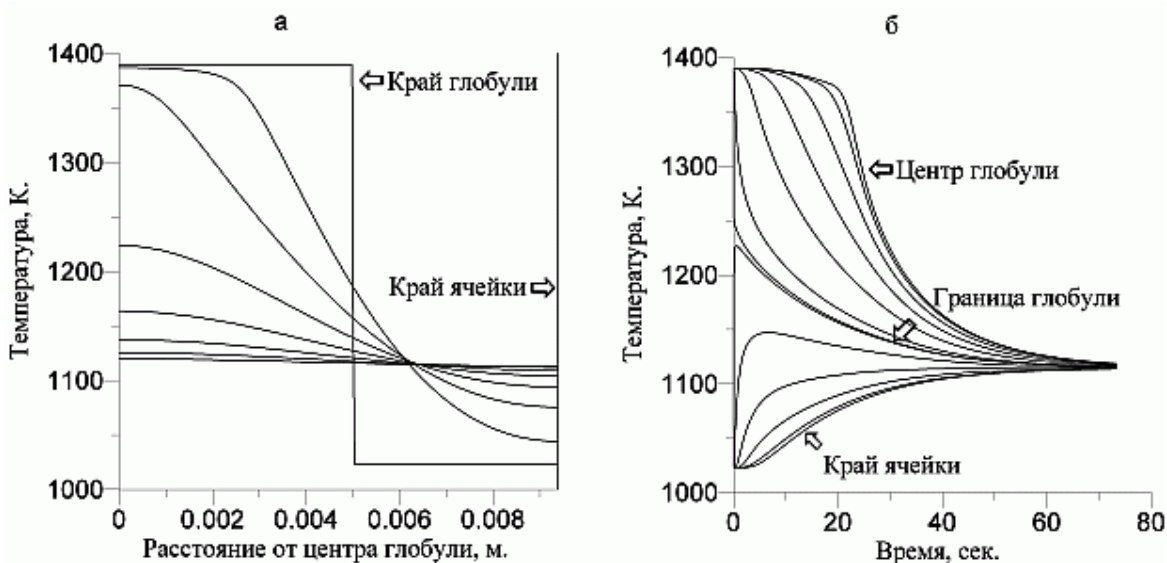 а
1400
1300
1200
1100
1000
Температура, К.
Край глобули
Край ячейки
0 0.002 0.004 0.006 0.008
Расстояние от центра глобули, м.
б
1400
1300
1200
1100
1000
Температура, К.
Центр глобули
Граница глобули
Край ячейки
0 20 40 60 80
Время, сек.